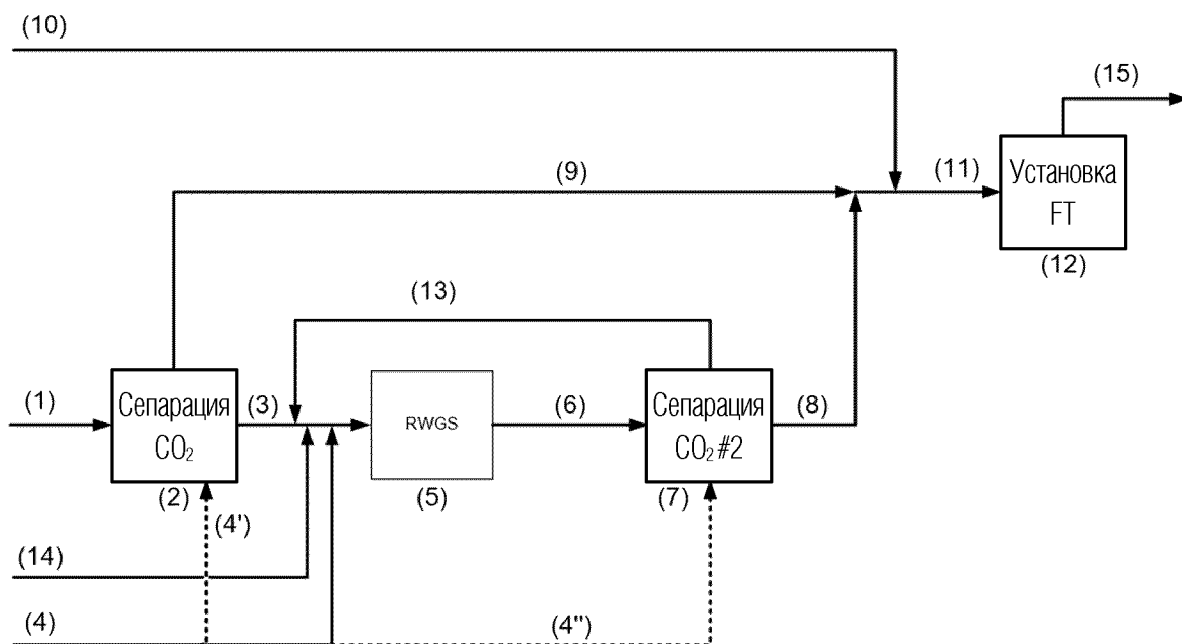 (10)
(15)
(9)
(11)
Установка
FT
(12)
(13)
(1)
Сепарация
CO₂
(3)
RWGS
(6)
Сепарация
CO₂ #2
(8)
(2)
(4')
(5)
(7)
(14)
(4)
(4'')